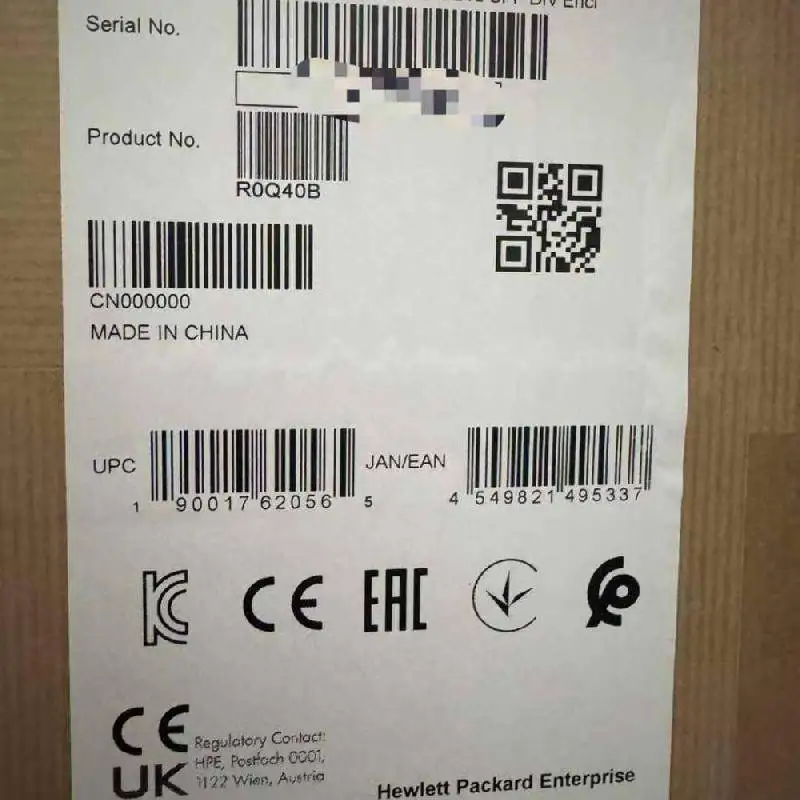 Serial No.
Product No.
R0Q40B
CN000000
MADE IN CHINA
UPC
1 90017 62056 5
JAN/EAN
4 549821 495337
CE
EAC
CE
UK
Regulatory Contact:
HPE, Postfach 0001,
1122 Wien, Austria
Hewlett Packard Enterprise